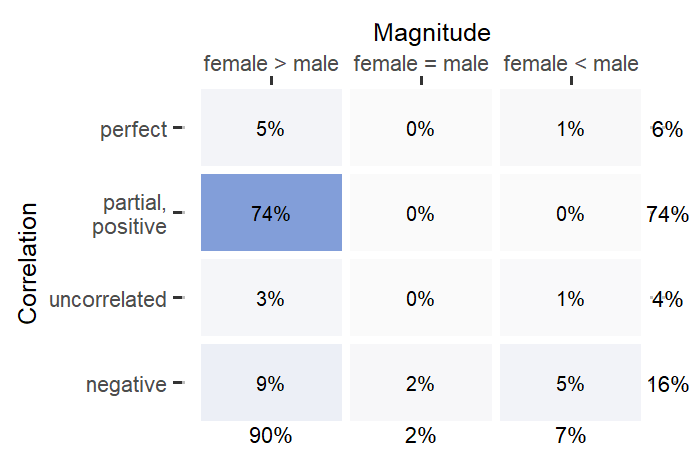 Magnitude
female > male female = male female < male
perfect 5% 0% 1% 6%
partial,
positive 74% 0% 0% 74%
uncorrelated 3% 0% 1% 4%
negative 9% 2% 5% 16%
90% 2% 7%
Correlation